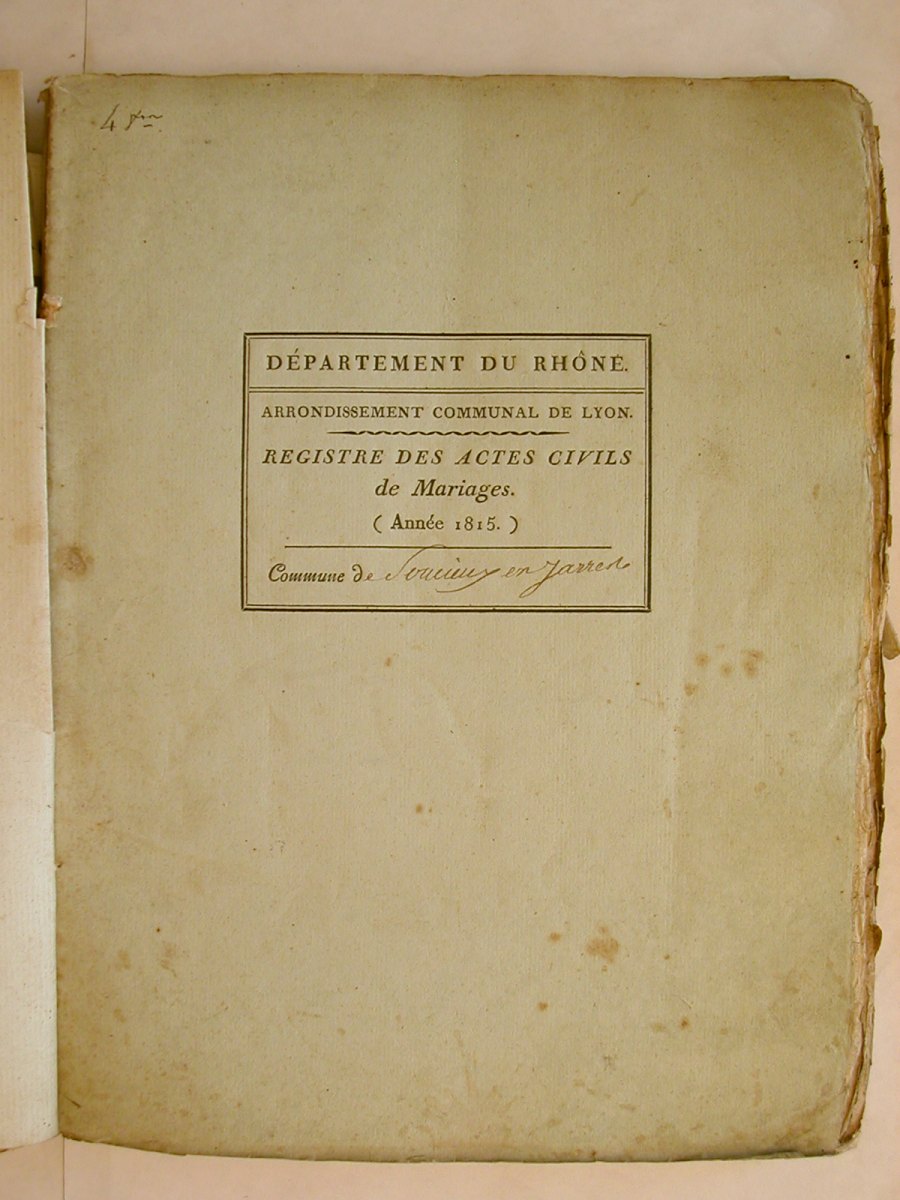 4
DÉPARTEMENT DU RHÔNE.
ARRONDISSEMENT COMMUNAL DE LYON.
REGISTRE DES ACTES CIVILS
de Mariages.
( Année 1815. )
Commune de Soucieux en Jarrest